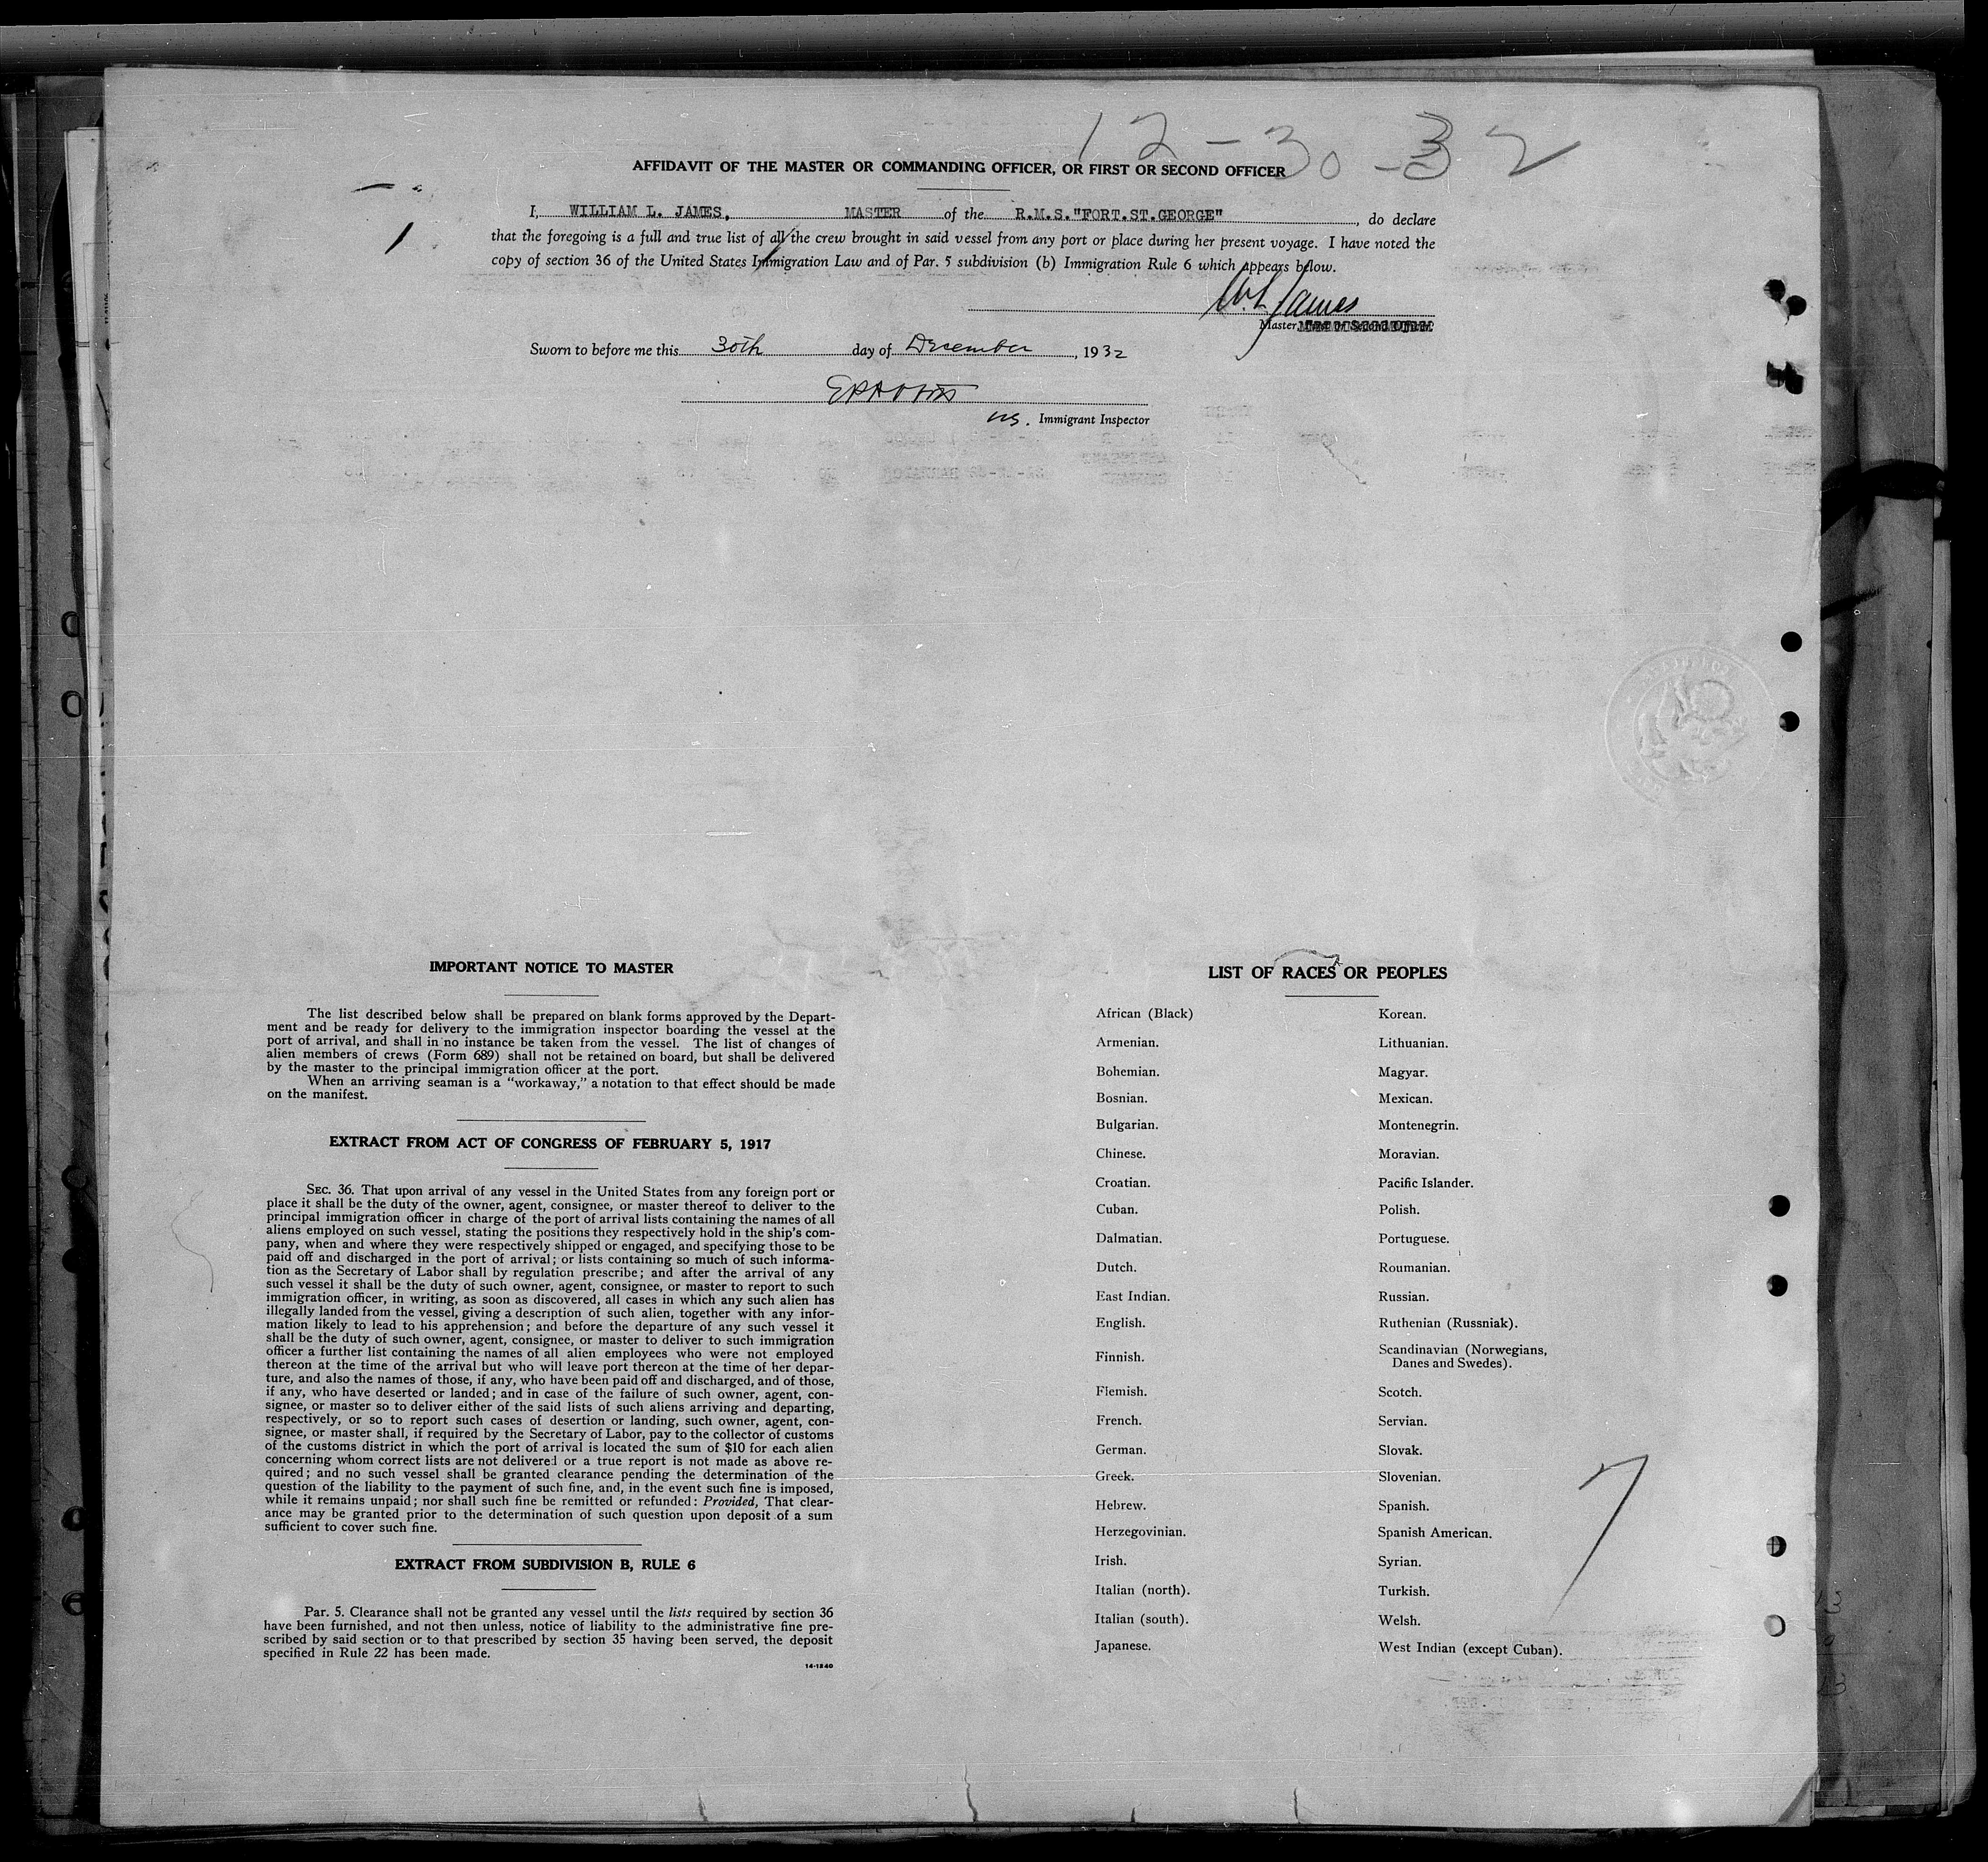 12-30-32
AFFIDAVIT OF THE MASTER OR COMMANDING OFFICER, OR FIRST OR SECOND OFFICER
I, WILLIAM L. JAMES, MASTER of the R.M.S."FORT.ST.GEORGE", do declare
that the foregoing is a full and true list of all the crew brought in said vessel from any port or place during her present voyage. I have noted the
copy of section 36 of the United States Immigration Law and of Par. 5 subdivision (b) Immigration Rule 6 which appears below.
W.L. James
Master
Sworn to before me this 30th day of December, 1932
U.S. Immigrant Inspector
IMPORTANT NOTICE TO MASTER
The list described below shall be prepared on blank forms approved by the Depart-
ment and be ready for delivery to the immigration inspector boarding the vessel at the
port of arrival, and shall in no instance be taken from the vessel. The list of changes of
alien members of crews (Form 689) shall not be retained on board, but shall be delivered
by the master to the principal immigration officer at the port.
When an arriving seaman is a "workaway," a notation to that effect should be made
on the manifest.
EXTRACT FROM ACT OF CONGRESS OF FEBRUARY 5, 1917
SEC. 36. That upon arrival of any vessel in the United States from any foreign port or
place it shall be the duty of the owner, agent, consignee, or master thereof to deliver to the
principal immigration officer in charge of the port of arrival lists containing the names of all
aliens employed on such vessel, stating the positions they respectively hold in the ship's com-
pany, when and where they were respectively shipped or engaged, and specifying those to be
paid off and discharged in the port of arrival; or lists containing so much of such informa-
tion as the Secretary of Labor shall by regulation prescribe; and after the arrival of any
such vessel it shall be the duty of such owner, agent, consignee, or master to report to such
immigration officer, in writing, as soon as discovered, all cases in which any such alien has
illegally landed from the vessel, giving a description of such alien, together with any infor-
mation likely to lead to his apprehension; and before the departure of any such vessel it
shall be the duty of such owner, agent, consignee, or master to deliver to such immigration
officer a further list containing the names of all alien employees who were not employed
thereon at the time of the arrival but who will leave port thereon at the time of her depar-
ture, and also the names of those, if any, who have been paid off and discharged, and of those,
if any, who have deserted or landed; and in case of the failure of such owner, agent, con-
signee, or master so to deliver either of the said lists of such aliens arriving and departing,
respectively, or so to report such cases of desertion or landing, such owner, agent, con-
signee, or master shall, if required by the Secretary of Labor, pay to the collector of customs
of the customs district in which the port of arrival is located the sum of $10 for each alien
concerning whom correct lists are not delivered or a true report is not made as above re-
quired; and no such vessel shall be granted clearance pending the determination of the
question of the liability to the payment of such fine, and, in the event such fine is imposed,
while it remains unpaid; nor shall such fine be remitted or refunded: Provided, That clear-
ance may be granted prior to the determination of such question upon deposit of a sum
sufficient to cover such fine.
EXTRACT FROM SUBDIVISION B, RULE 6
Par. 5. Clearance shall not be granted any vessel until the lists required by section 36
have been furnished, and not then unless, notice of liability to the administrative fine pre-
scribed by said section or to that prescribed by section 35 having been served, the deposit
specified in Rule 22 has been made.
14-1240
LIST OF RACES OR PEOPLES
African (Black)
Armenian.
Bohemian.
Bosnian.
Bulgarian.
Chinese.
Croatian.
Cuban.
Dalmatian.
Dutch.
East Indian.
English.
Finnish.
Flemish.
French.
German.
Greek.
Hebrew.
Herzegovinian.
Irish.
Italian (north).
Italian (south).
Japanese.
Korean.
Lithuanian.
Magyar.
Mexican.
Montenegrin.
Moravian.
Pacific Islander.
Polish.
Portuguese.
Roumanian.
Russian.
Ruthenian (Russniak).
Scandinavian (Norwegians,
Danes and Swedes).
Scotch.
Servian.
Slovak.
Slovenian.
Spanish.
Spanish American.
Syrian.
Turkish.
Welsh.
West Indian (except Cuban).
7